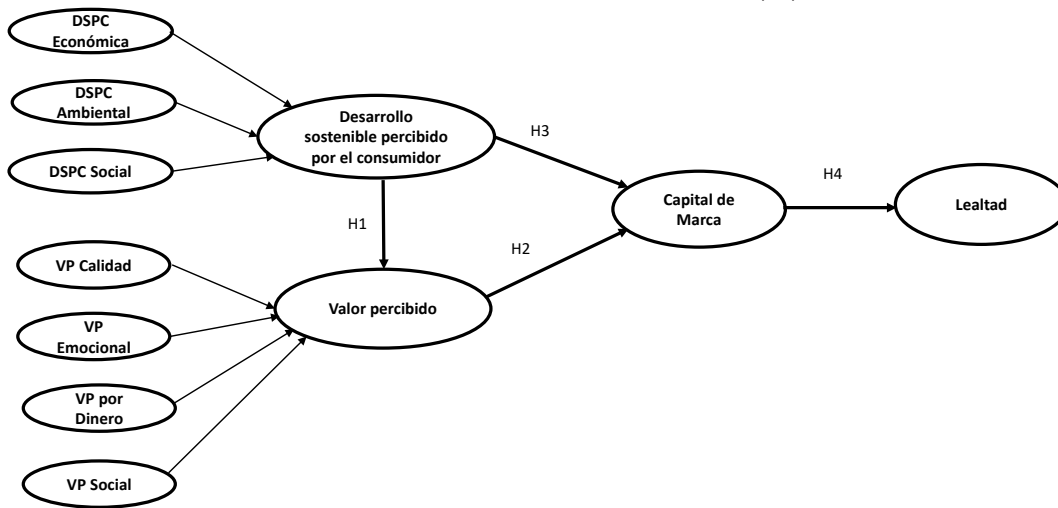 DSPC
Económica
DSPC
Ambiental
DSPC Social
Desarrollo
sostenible percibido
por el consumidor
H3
H1
Capital de
Marca
H4
Lealtad
H2
VP Calidad
VP
Emocional
VP por
Dinero
VP Social
Valor percibido